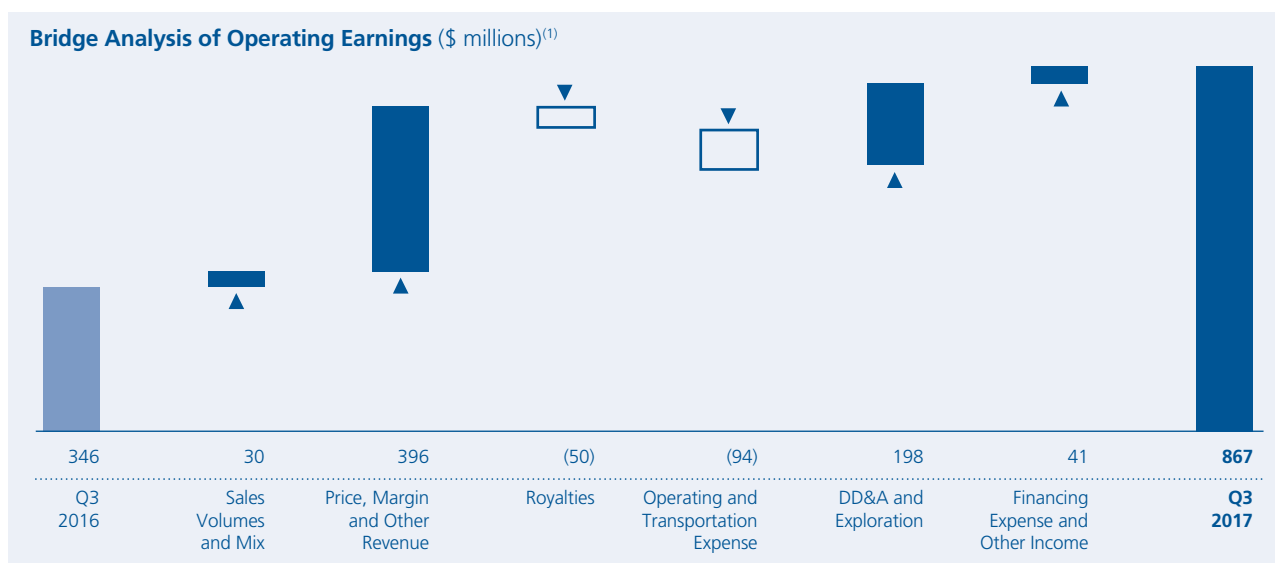 Bridge Analysis of Operating Earnings ($ millions)(1)
346 30 396 (50) (94) 198 41 867
Q3
2016
Sales
Volumes
and Mix
Price, Margin
and Other
Revenue
Royalties
Operating and
Transportation
Expense
DD&A and
Exploration
Financing
Expense and
Other Income
Q3
2017